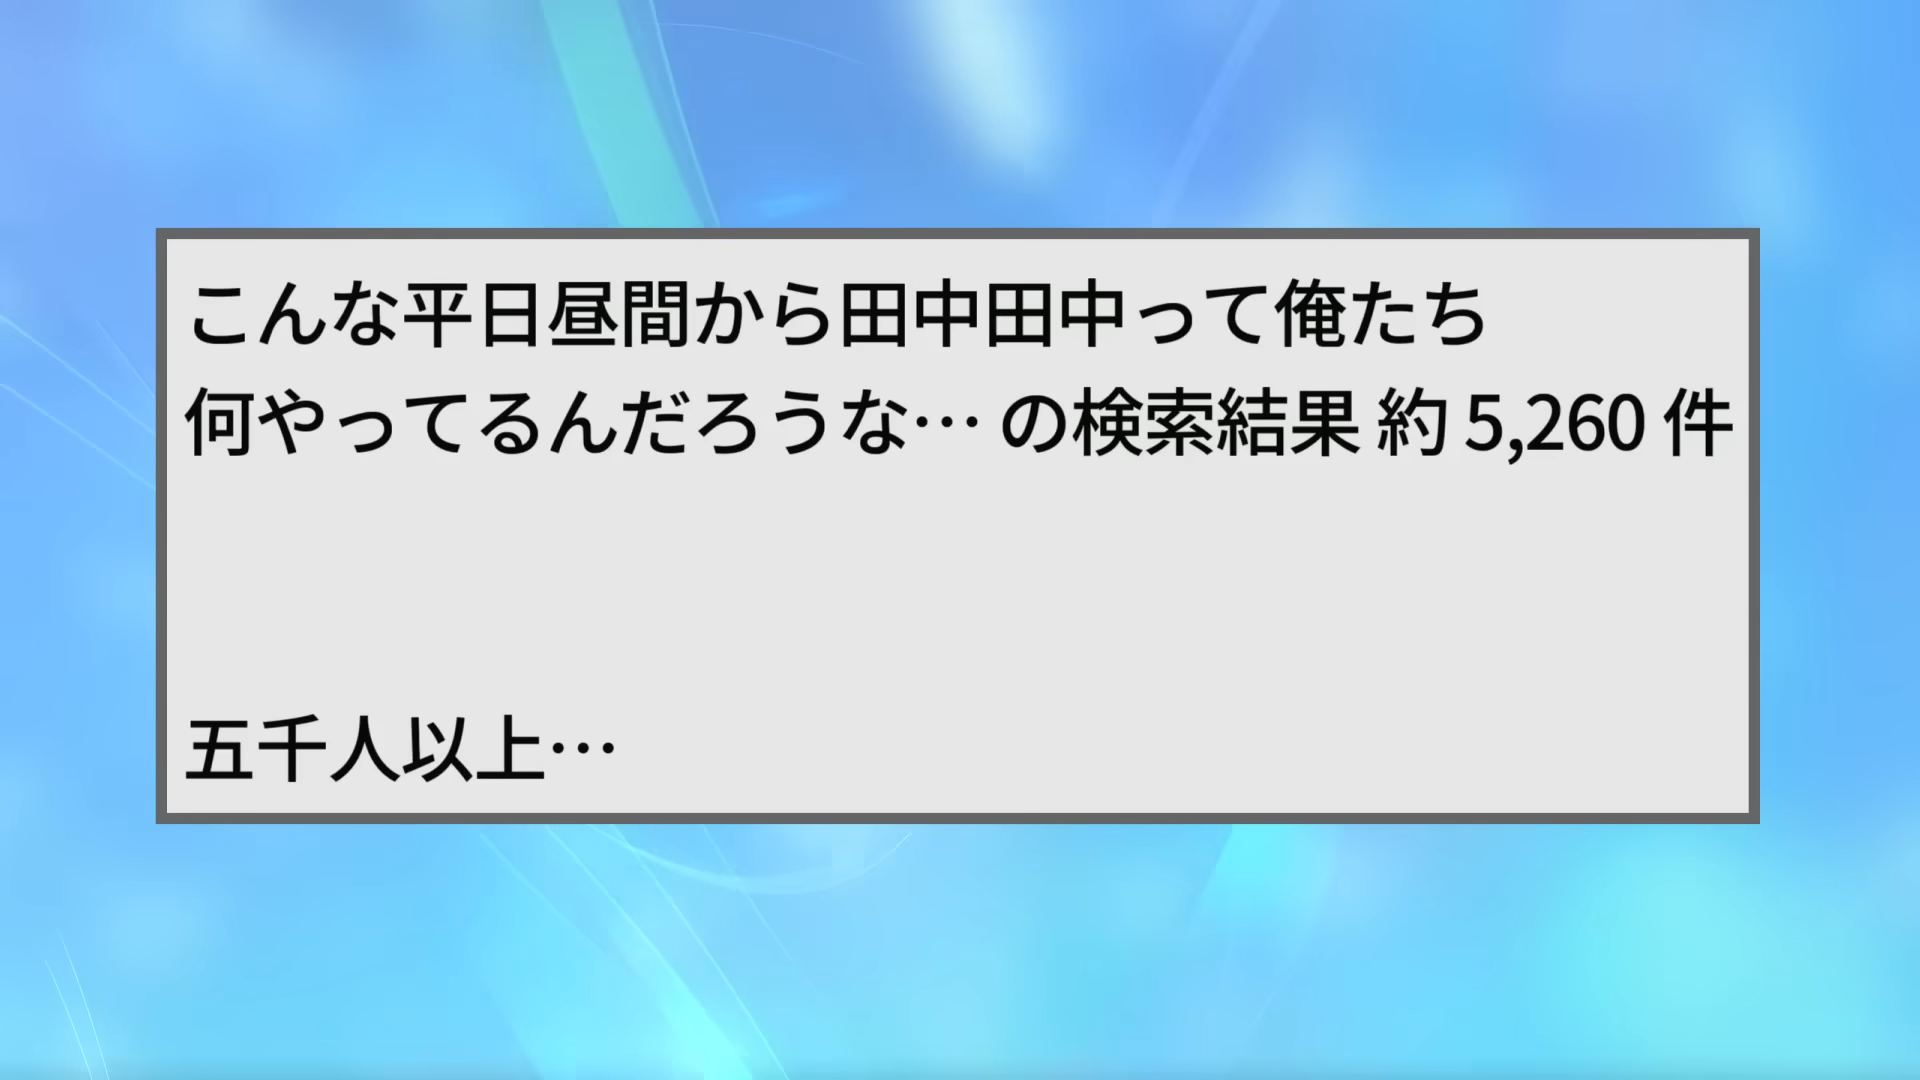 こんな平日昼間から田中田中って俺たち
何やってるんだろうな… の検索結果 約 5,260 件
五千人以上…